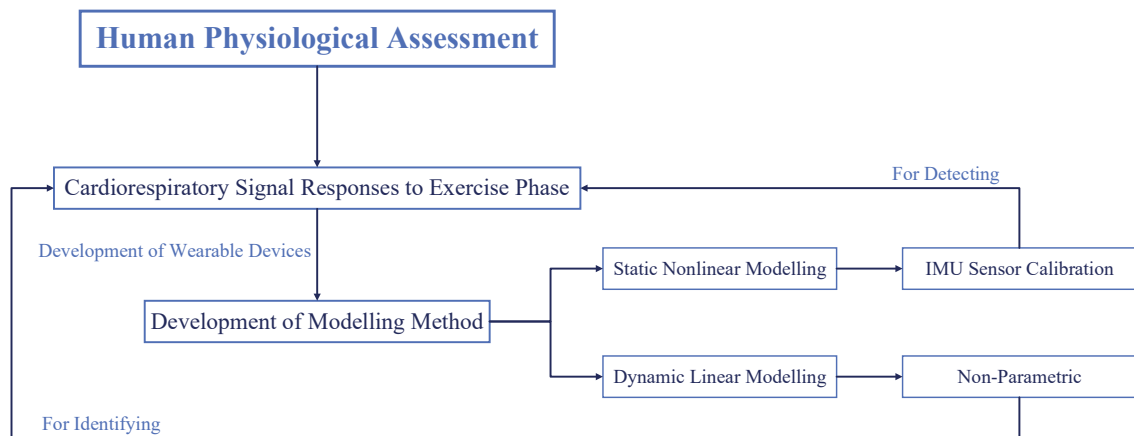 Human Physiological Assessment
Cardiorespiratory Signal Responses to Exercise Phase
For Detecting
Development of Wearable Devices
Static Nonlinear Modelling
IMU Sensor Calibration
Development of Modelling Method
Dynamic Linear Modelling
Non-Parametric
For Identifying